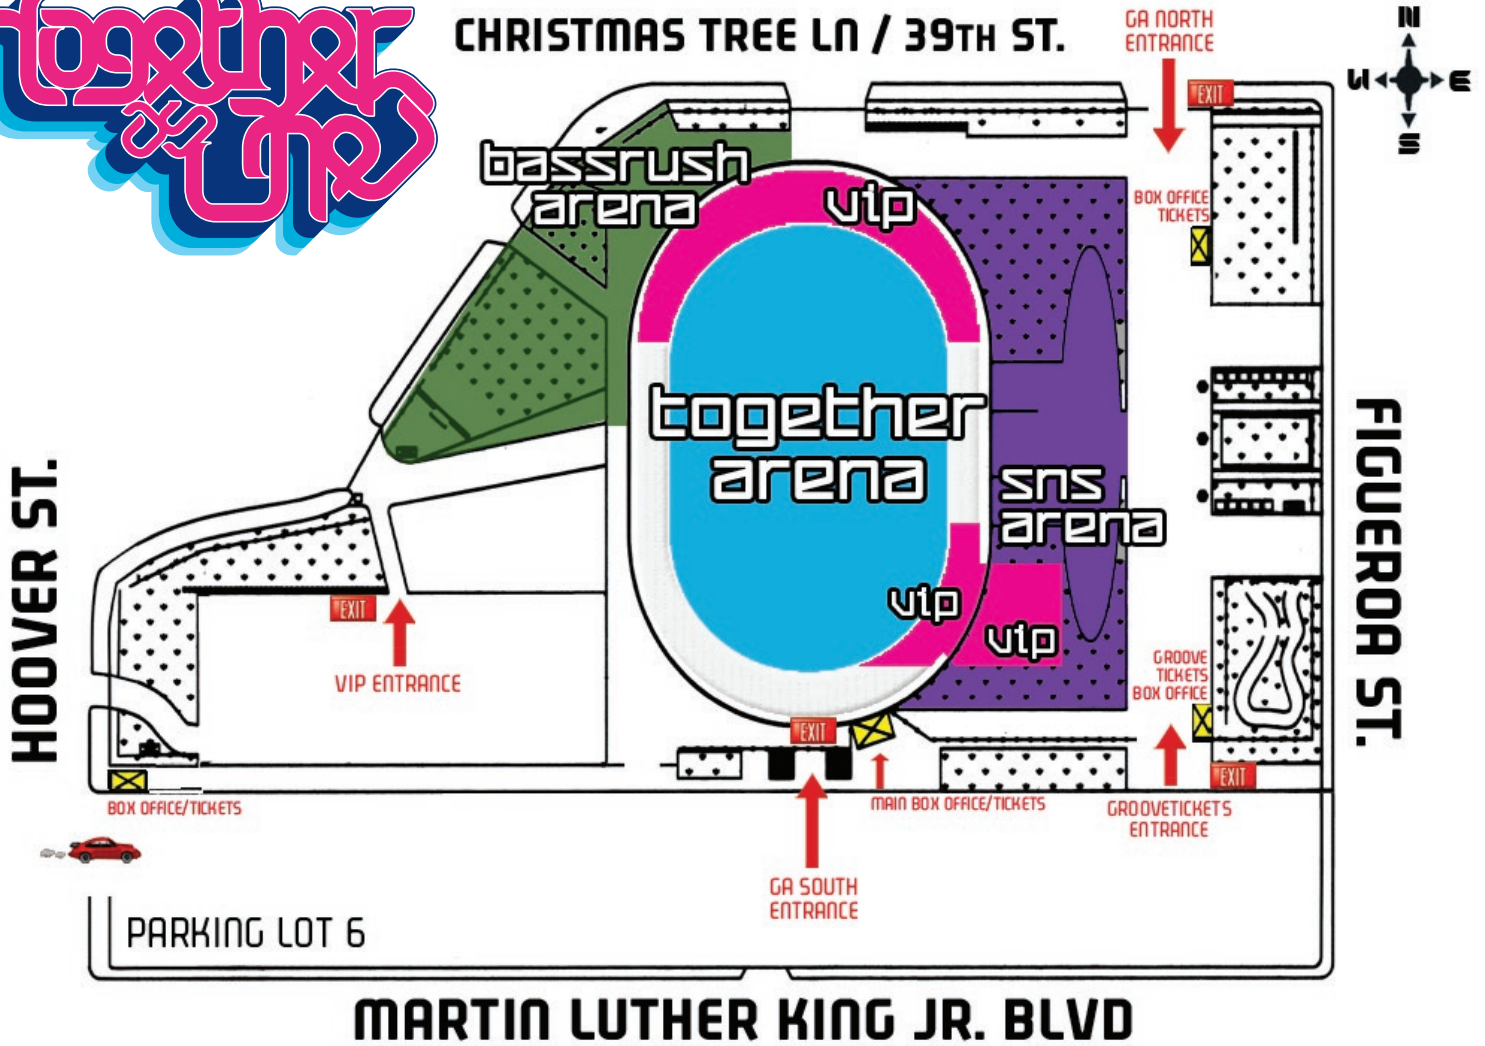 together
as
one
CHRISTMAS TREE LN / 39TH ST.
GA NORTH
ENTRANCE
N
W
E
S
EXIT
bassrush
arena
vip
BOX OFFICE
TICKETS
together
arena
sns
arena
vip
vip
HOOVER ST.
FIGUEROA ST.
EXIT
VIP ENTRANCE
GROOVE
TICKETS
BOX OFFICE
EXIT
EXIT
BOX OFFICE/TICKETS
MAIN BOX OFFICE/TICKETS
GROOVETICKETS
ENTRANCE
GA SOUTH
ENTRANCE
PARKING LOT 6
MARTIN LUTHER KING JR. BLVD